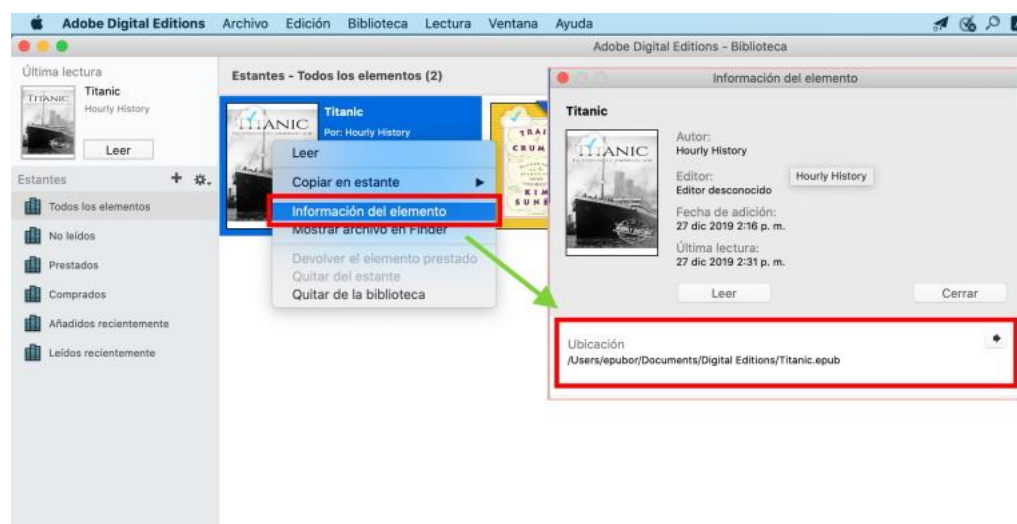 Adobe Digital Editions Archivo Edición Biblioteca Lectura Ventana Ayuda
Adobe Digital Editions - Biblioteca
Última lectura
TITANIC
Titanic
Hourly History
Leer
Estantes
Todos los elementos
No leídos
Prestados
Comprados
Añadidos recientemente
Leídos recientemente
Estantes - Todos los elementos (2)
TITANIC
Titanic
Por: Hourly History
Leer
Copiar en estante
Información del elemento
Mostrar archivo en Finder
Devolver el elemento prestado
Quitar del estante
Quitar de la biblioteca
Información del elemento
Titanic
TITANIC
Autor:
Hourly History
Editor:
Editor desconocido
Hourly History
Fecha de adición:
27 dic 2019 2:16 p. m.
Última lectura:
27 dic 2019 2:31 p. m.
Leer
Cerrar
Ubicación
/Users/epubor/Documents/Digital Editions/Titanic.epub